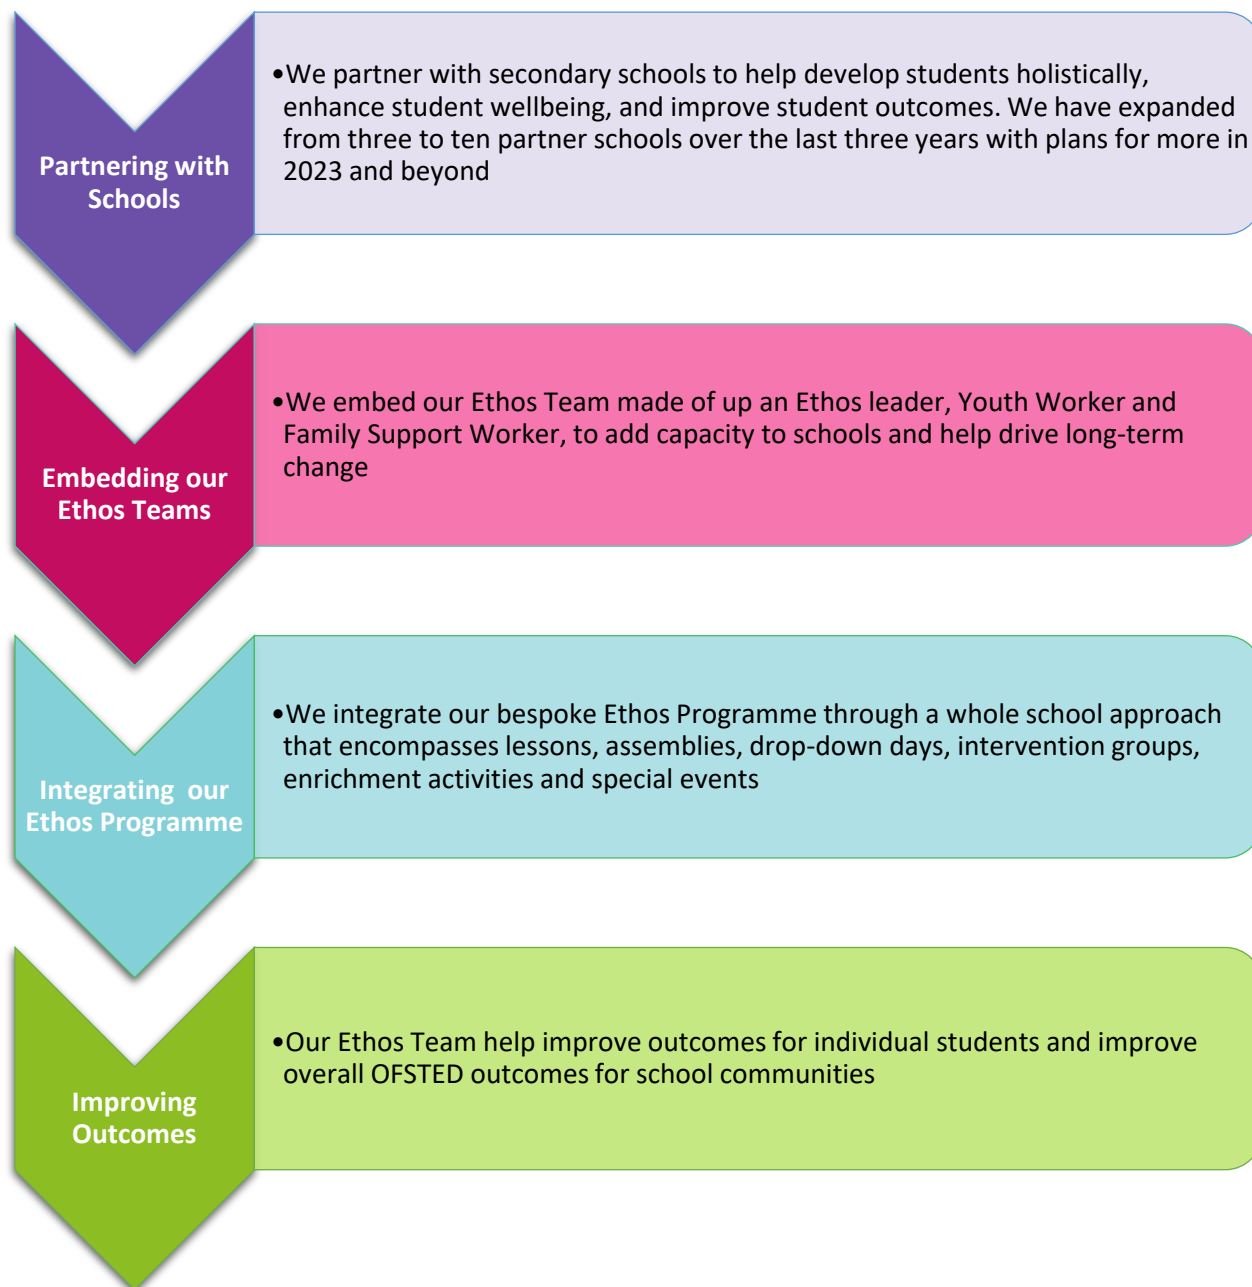 Partnering with
Schools
•We partner with secondary schools to help develop students holistically,
enhance student wellbeing, and improve student outcomes. We have expanded
from three to ten partner schools over the last three years with plans for more in
2023 and beyond
Embedding our
Ethos Teams
•We embed our Ethos Team made of up an Ethos leader, Youth Worker and
Family Support Worker, to add capacity to schools and help drive long-term
change
Integrating our
Ethos Programme
•We integrate our bespoke Ethos Programme through a whole school approach
that encompasses lessons, assemblies, drop-down days, intervention groups,
enrichment activities and special events
Improving
Outcomes
•Our Ethos Team help improve outcomes for individual students and improve
overall OFSTED outcomes for school communities